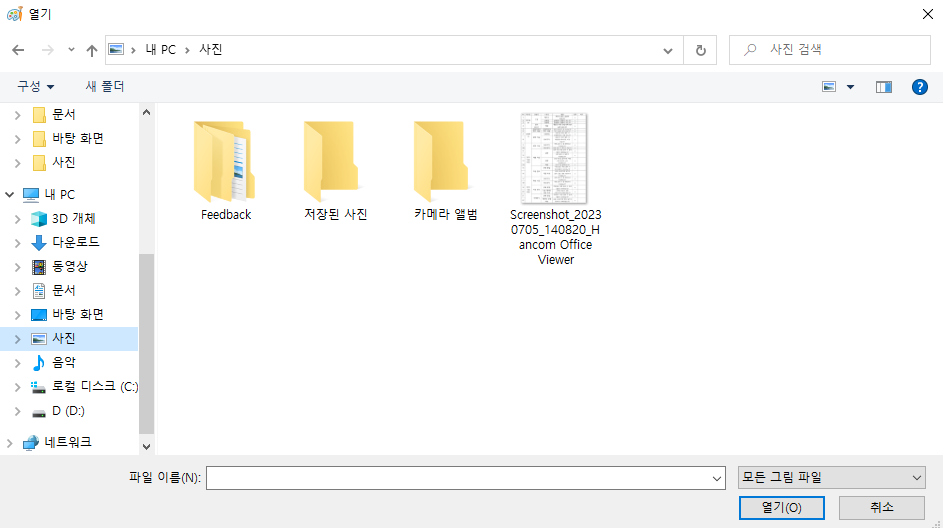 열기
내 PC
사진
사진 검색
구성
새 폴더
문서
바탕 화면
사진
내 PC
3D 개체
다운로드
동영상
문서
바탕 화면
사진
음악
로컬 디스크 (C:)
D (D:)
네트워크
Feedback
저장된 사진
카메라 앨범
Screenshot_2023
0705_140820_H
ancom Office
Viewer
파일 이름(N):
모든 그림 파일
열기(O)
취소